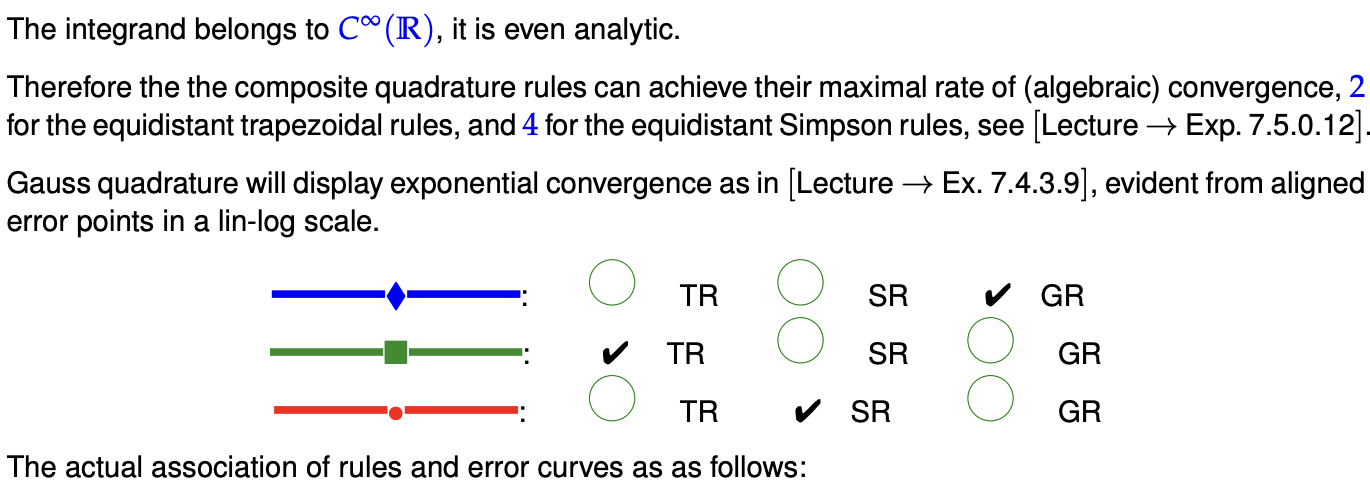 The integrand belongs to C∞(ℝ), it is even analytic.
Therefore the the composite quadrature rules can achieve their maximal rate of (algebraic) convergence, 2
for the equidistant trapezoidal rules, and 4 for the equidistant Simpson rules, see [Lecture → Exp. 7.5.0.12].
Gauss quadrature will display exponential convergence as in [Lecture → Ex. 7.4.3.9], evident from aligned
error points in a lin-log scale.
: TR SR ✔ GR
: ✔ TR SR GR
: TR ✔ SR GR
The actual association of rules and error curves as as follows: